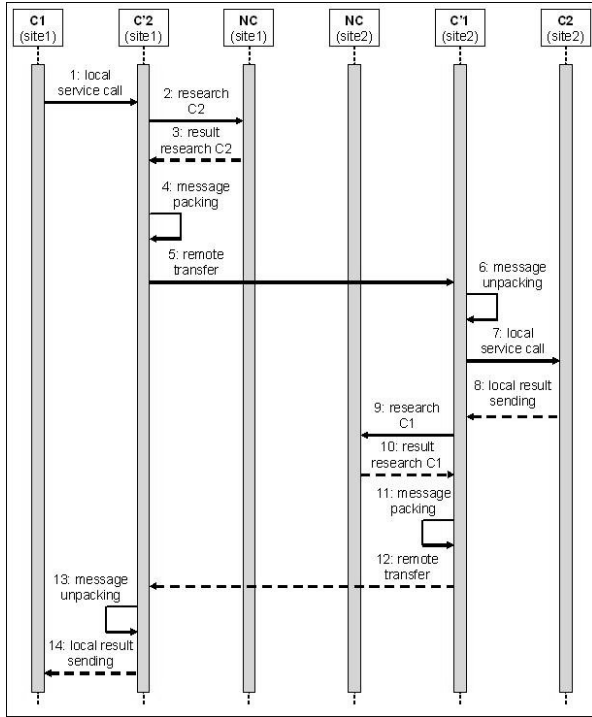 C1
(site1)
C'2
(site1)
NC
(site1)
NC
(site2)
C'1
(site2)
C2
(site2)
1: local
service call
2: research
C2
3: result
research C2
4: message
packing
5: remote
transfer
6: message
unpacking
7: local
service call
8: local result
sending
9: research
C1
10: result
research C1
11: message
packing
12: remote
transfer
13: message
unpacking
14: local result
sending